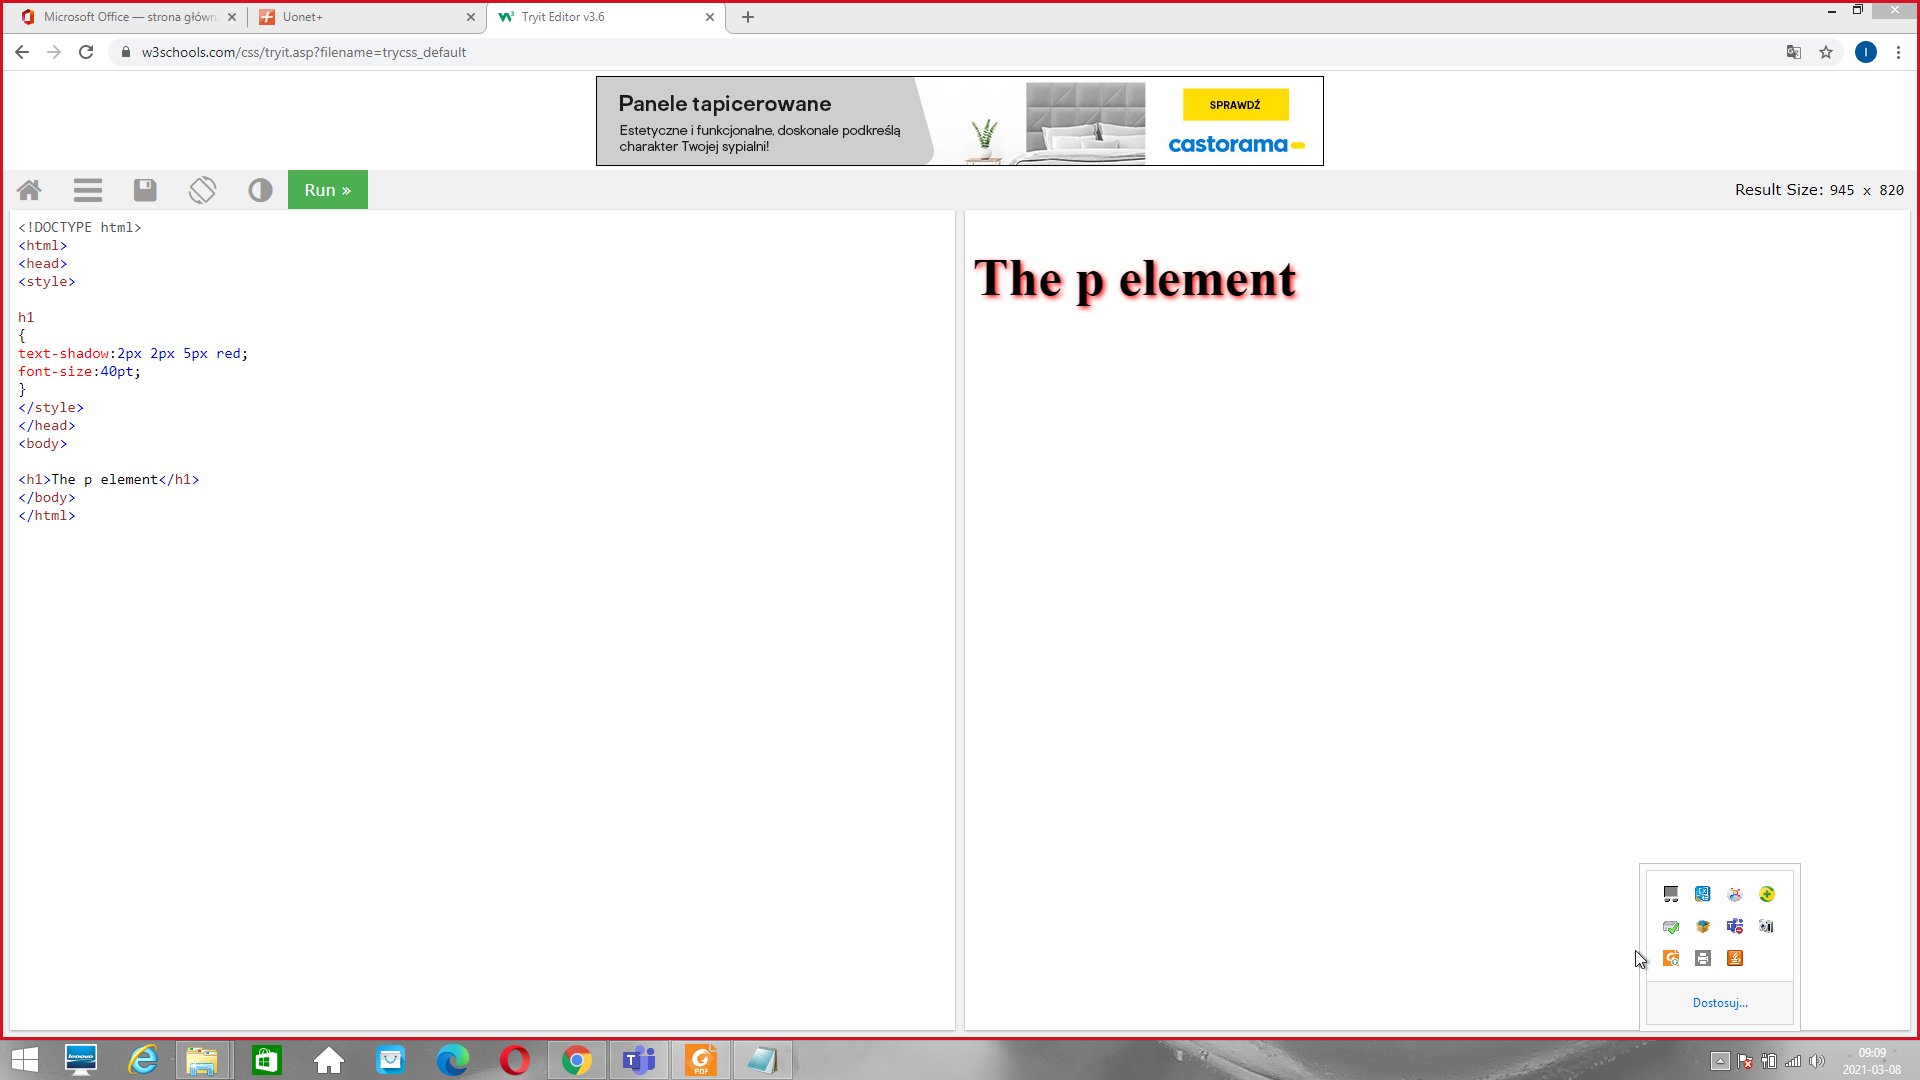 Microsoft Office — strona główn
Uonet+
Tryit Editor v3.6
w3schools.com/css/tryit.asp?filename=trycss_default
I
Panele tapicerowane
Estetyczne i funkcjonalne, doskonale podkreślą
charakter Twojej sypialni!
SPRAWDŹ
castorama
Run »
Result Size: 945 x 820
<!DOCTYPE html>
<html>
<head>
<style>
h1
{
text-shadow:2px 2px 5px red;
font-size:40pt;
}
</style>
</head>
<body>
<h1>The p element</h1>
</body>
</html>
The p element
Dostosuj...
lenovo
PDF
09:09
2021-03-08